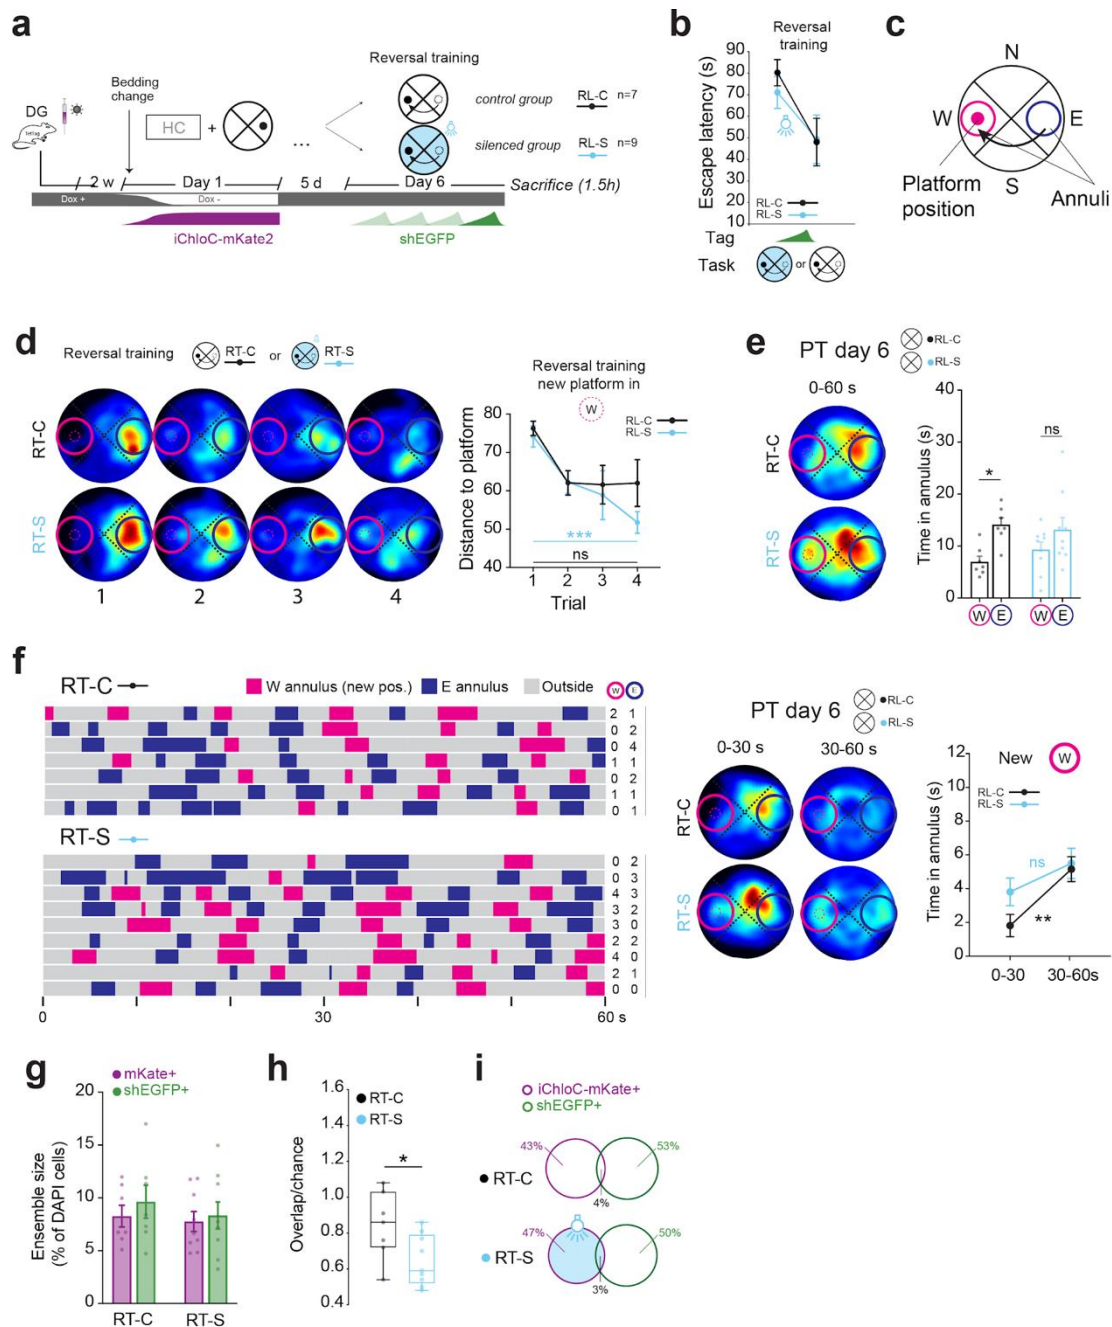 a
DG
tettag
Bedding
change
HC
+
...
Reversal training
control group
RL-C
n=7
silenced group
RL-S
n=9
2 w
Day 1
5 d
Day 6
Sacrifice (1.5h)
Dox +
Dox -
iChloC-mKate2
shEGFP
b
Reversal
training
Escape latency (s)
90
80
70
60
50
40
30
20
10
RL-C
RL-S
Tag
Task
or
c
N
W
E
S
Platform
position
Annuli
d
Reversal training
RT-C
or
RT-S
RT-C
RT-S
1
2
3
4
Reversal training
new platform in
W
RL-C
RL-S
Distance to platform
80
70
60
50
40
***
ns
1
2
3
4
Trial
e
PT day 6
RL-C
RL-S
0-60 s
RT-C
RT-S
Time in annulus (s)
40
30
20
10
0
*
ns
W
E
W
E
f
RT-C
W annulus (new pos.)
E annulus
Outside
W
E
2 1
0 2
0 4
1 1
0 2
1 1
0 1
RT-S
0 2
0 3
4 3
3 2
3 0
2 2
4 0
2 1
0 0
0
30
60 s
PT day 6
RL-C
RL-S
0-30 s
30-60 s
RT-C
RT-S
New
W
RL-C
RL-S
Time in annulus (s)
12
10
8
6
4
2
0
ns
**
0-30
30-60s
g
mKate+
shEGFP+
Ensemble size
(% of DAPI cells)
20
15
10
5
0
RT-C
RT-S
h
RT-C
RT-S
Overlap/chance
1.6
1.4
1.2
1.0
0.8
0.6
0.4
*
i
iChloC-mKate+
shEGFP+
43%
53%
RT-C
4%
47%
50%
RT-S
3%